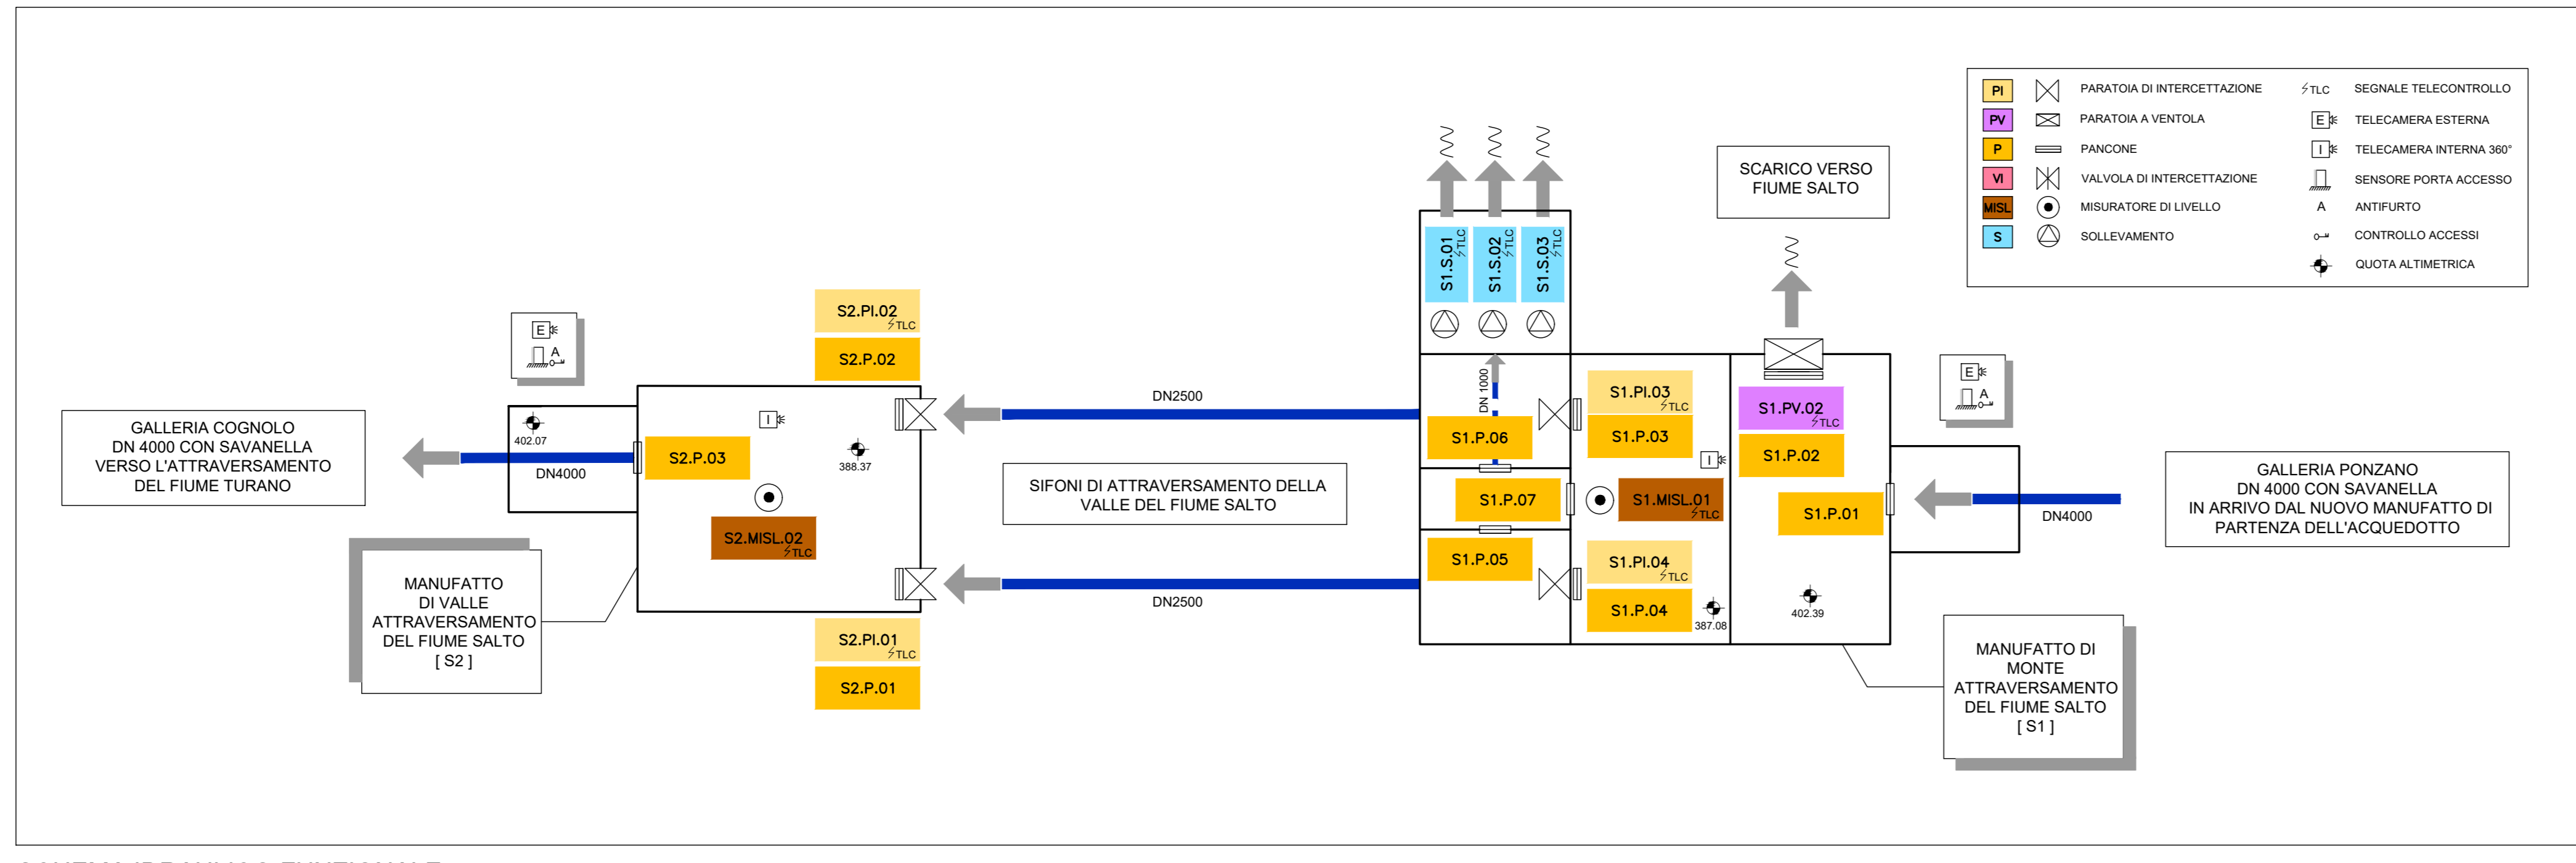 PI PARATOIA DI INTERCETTAZIONE TLC SEGNALE TELECONTROLLO
PV PARATOIA A VENTOLA E TELECAMERA ESTERNA
P PANCONE I TELECAMERA INTERNA 360°
VI VALVOLA DI INTERCETTAZIONE SENSORE PORTA ACCESSO
MISL MISURATORE DI LIVELLO A ANTIFURTO
S SOLLEVAMENTO CONTROLLO ACCESSI
QUOTA ALTIMETRICA
SCARICO VERSO
FIUME SALTO
S1.S.01
TLC
S1.S.02
TLC
S1.S.03
TLC
S2.PI.02
TLC
S2.P.02
E
A
E
A
GALLERIA COGNOLO
DN 4000 CON SAVANELLA
VERSO L'ATTRAVERSAMENTO
DEL FIUME TURANO
402.07
DN4000
S2.P.03
I
388.37
S2.MISL.02
TLC
DN2500
SIFONI DI ATTRAVERSAMENTO DELLA
VALLE DEL FIUME SALTO
DN2500
DN 1000
S1.P.06
S1.P.07
S1.P.05
S1.PI.03
TLC
S1.P.03
I
S1.MISL.01
TLC
S1.PI.04
TLC
S1.P.04
387.08
S1.PV.02
TLC
S1.P.02
S1.P.01
402.39
DN4000
GALLERIA PONZANO
DN 4000 CON SAVANELLA
IN ARRIVO DAL NUOVO MANUFATTO DI
PARTENZA DELL'ACQUEDOTTO
MANUFATTO
DI VALLE
ATTRAVERSAMENTO
DEL FIUME SALTO
[ S2 ]
S2.PI.01
TLC
S2.P.01
MANUFATTO DI
MONTE
ATTRAVERSAMENTO
DEL FIUME SALTO
[ S1 ]